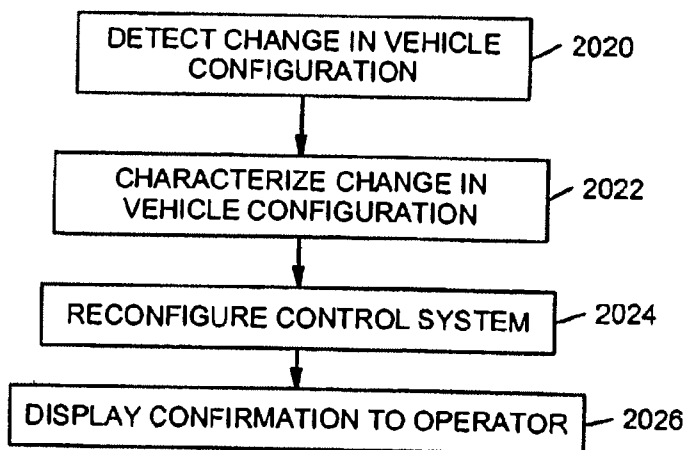 DETECT CHANGE IN VEHICLE
CONFIGURATION
2020
CHARACTERIZE CHANGE IN
VEHICLE CONFIGURATION
2022
RECONFIGURE CONTROL SYSTEM
2024
DISPLAY CONFIRMATION TO OPERATOR
2026